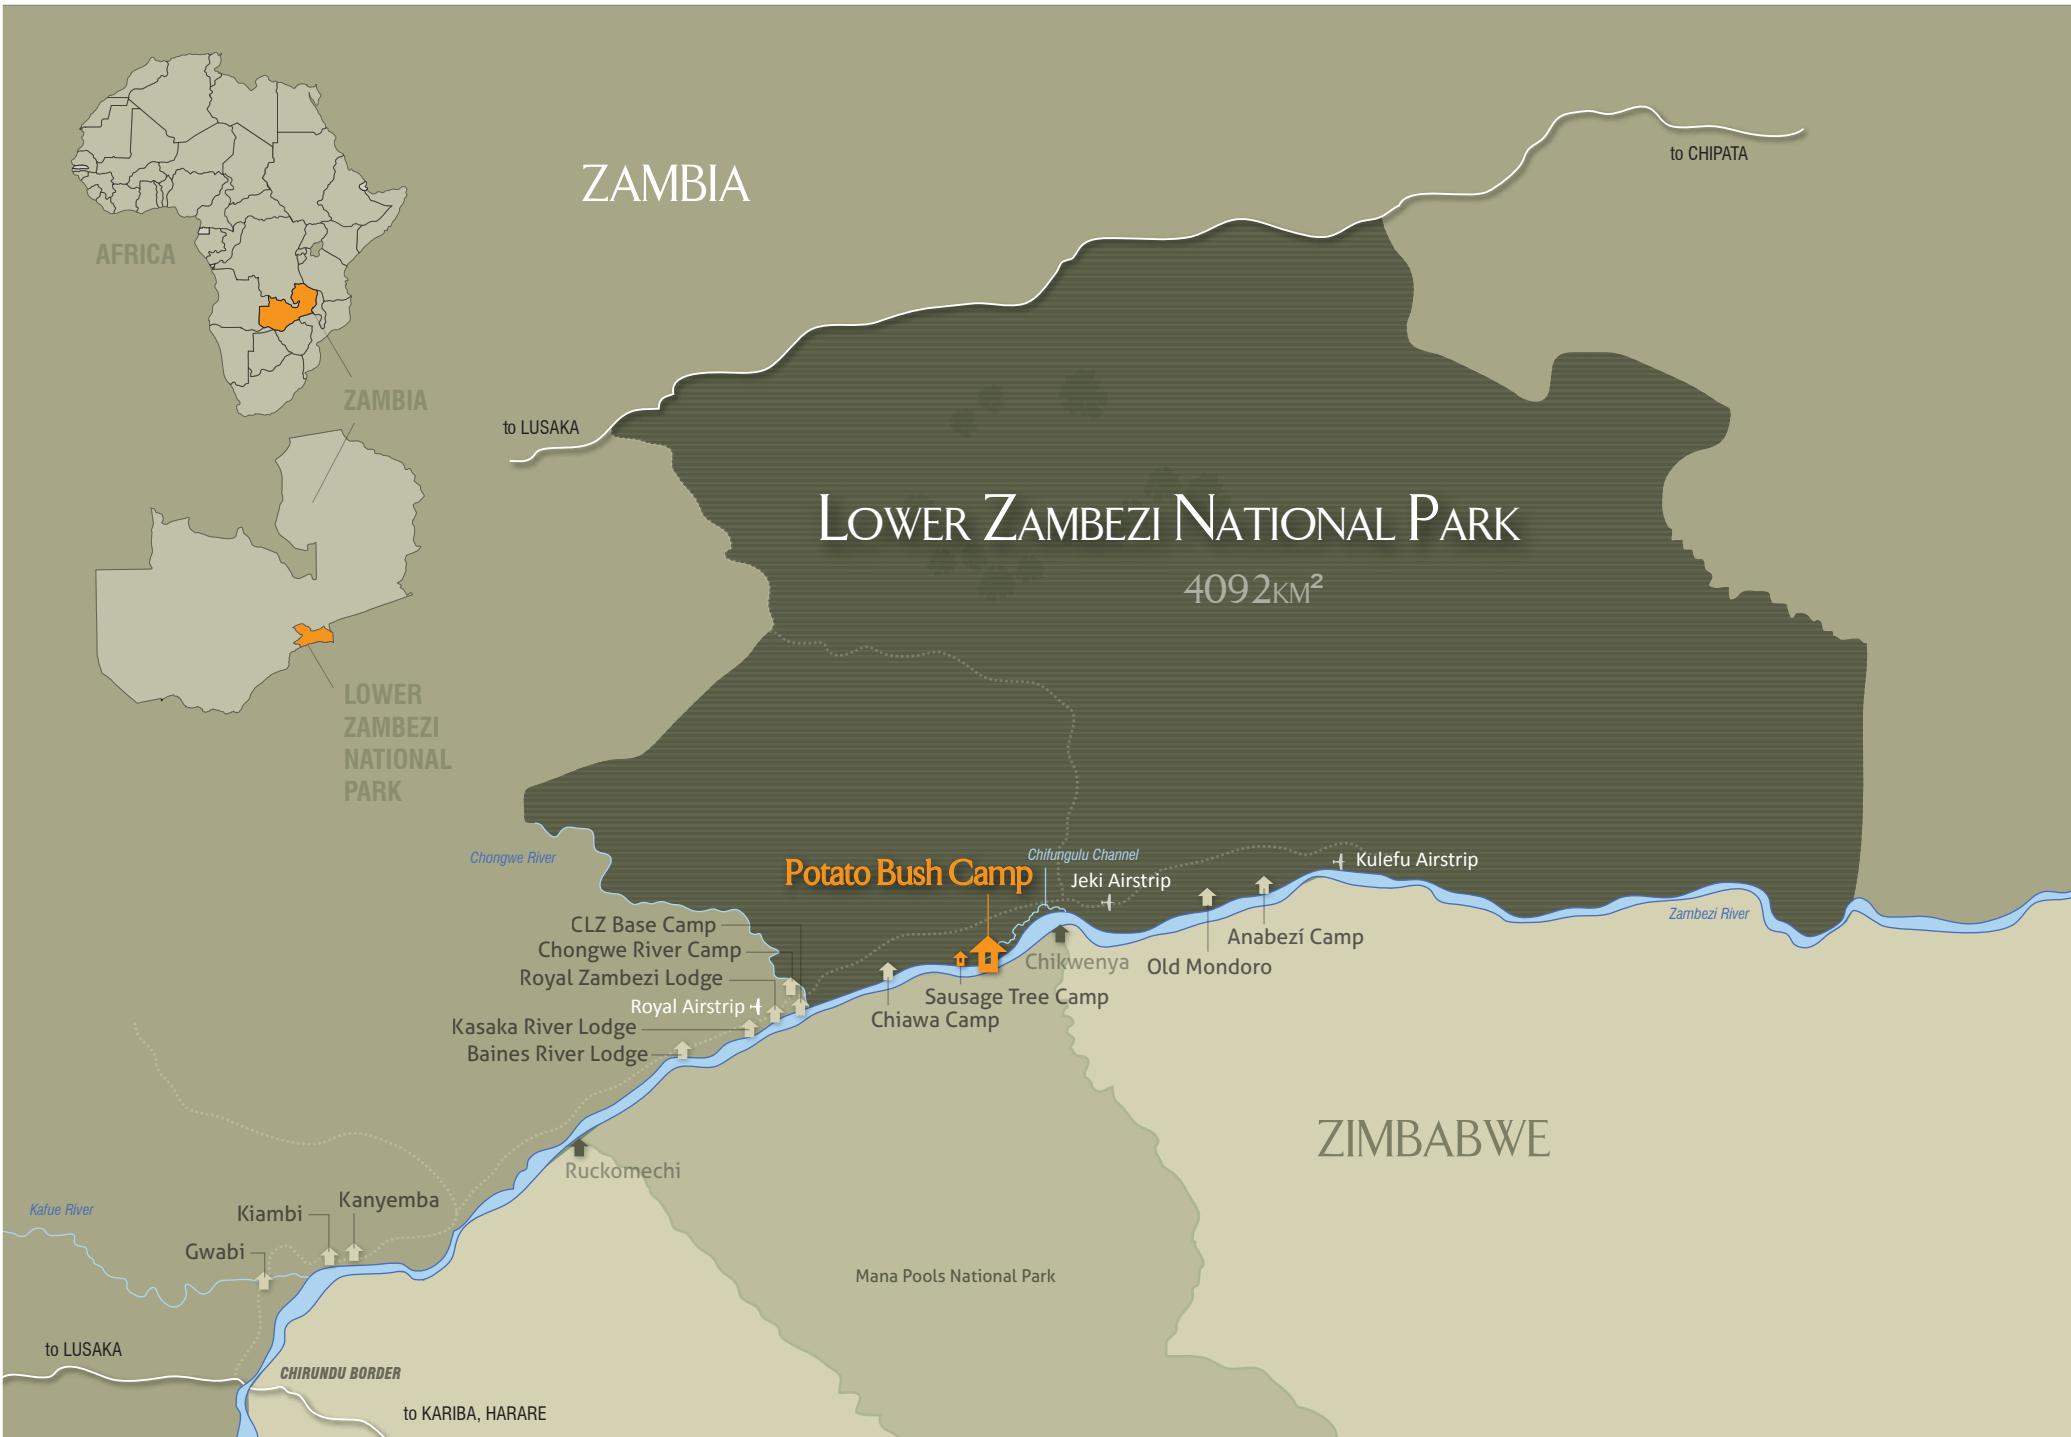 ZAMBIA
to CHIPATA
AFRICA
ZAMBIA
to LUSAKA
LOWER ZAMBEZI NATIONAL PARK
4092KM²
LOWER
ZAMBEZI
NATIONAL
PARK
Chongwe River
Potato Bush Camp
Chifungulu Channel
Jeki Airstrip
Kulefu Airstrip
Zambezi River
CLZ Base Camp
Chongwe River Camp
Royal Zambezi Lodge
Royal Airstrip
Kasaka River Lodge
Baines River Lodge
Anabezi Camp
Chikwenya
Old Mondoro
Sausage Tree Camp
Chiawa Camp
ZIMBABWE
Ruckomechi
Kafue River
Kanyemba
Kiambi
Gwabi
Mana Pools National Park
to LUSAKA
CHIRUNDU BORDER
to KARIBA, HARARE